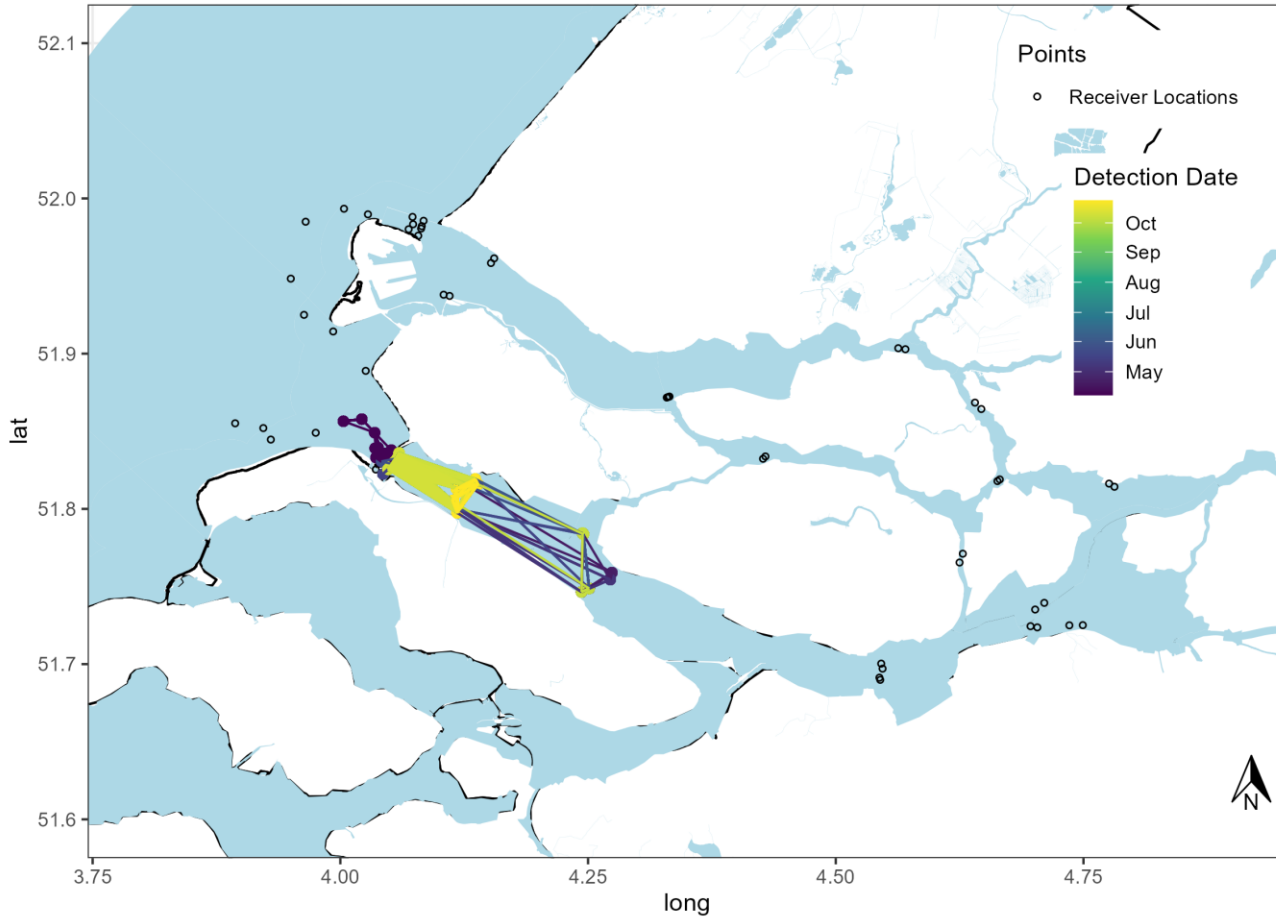 52.1
52.0
51.9
51.8
51.7
51.6
lat
3.75
4.00
4.25
4.50
4.75
long
Points
Receiver Locations
Detection Date
Oct
Sep
Aug
Jul
Jun
May
N